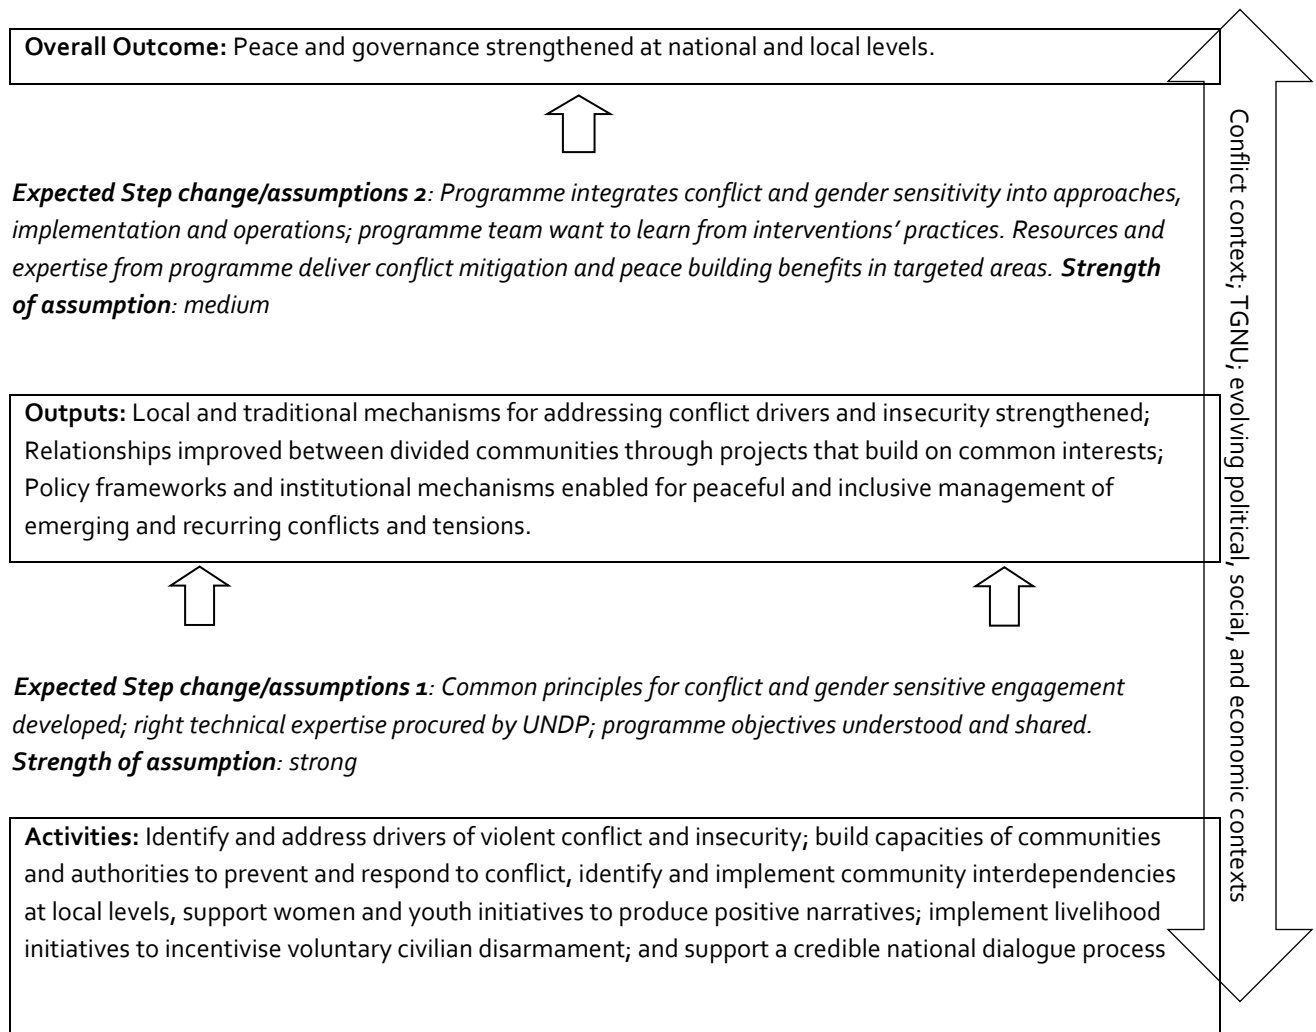 Overall Outcome: Peace and governance strengthened at national and local levels.
Expected Step change/assumptions 2: Programme integrates conflict and gender sensitivity into approaches,
implementation and operations; programme team want to learn from interventions’ practices. Resources and
expertise from programme deliver conflict mitigation and peace building benefits in targeted areas. Strength
of assumption: medium
Outputs: Local and traditional mechanisms for addressing conflict drivers and insecurity strengthened;
Relationships improved between divided communities through projects that build on common interests;
Policy frameworks and institutional mechanisms enabled for peaceful and inclusive management of
emerging and recurring conflicts and tensions.
Expected Step change/assumptions 1: Common principles for conflict and gender sensitive engagement
developed; right technical expertise procured by UNDP; programme objectives understood and shared.
Strength of assumption: strong
Activities: Identify and address drivers of violent conflict and insecurity; build capacities of communities
and authorities to prevent and respond to conflict, identify and implement community interdependencies
at local levels, support women and youth initiatives to produce positive narratives; implement livelihood
initiatives to incentivise voluntary civilian disarmament; and support a credible national dialogue process
Conflict context; TGNU; evolving political, social, and economic contexts